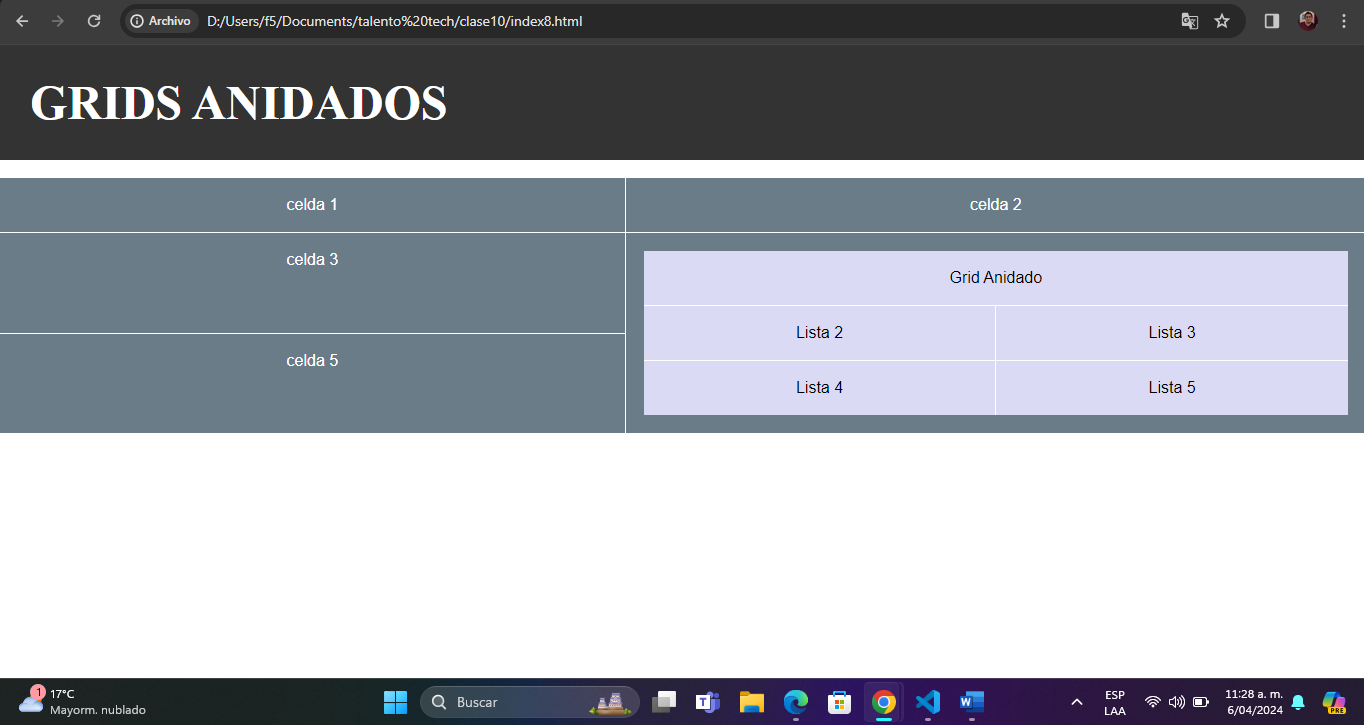 Archivo D:/Users/f5/Documents/talento%20tech/clase10/index8.html
GRIDS ANIDADOS
celda 1
celda 2
celda 3
Grid Anidado
Lista 2
Lista 3
celda 5
Lista 4
Lista 5
1
17°C
Mayorm. nublado
Buscar
ESP
LAA
11:28 a. m.
6/04/2024
PRE